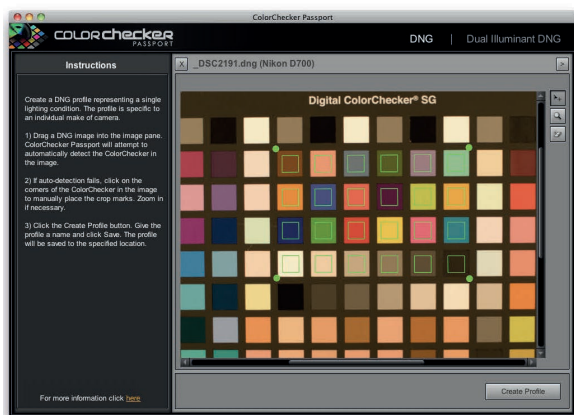 ColorChecker Passport
COLOR checker
PASSPORT
DNG | Dual Illuminant DNG
Instructions
X _DSC2191.dng (Nikon D700) >
Create a DNG profile representing a single
lighting condition. The profile is specific to
an individual make of camera.
1) Drag a DNG image into the image pane.
ColorChecker Passport will attempt to
automatically detect the ColorChecker in
the image.
2) If auto-detection fails, click on the
corners of the ColorChecker in the image
to manually place the crop marks. Zoom in
if necessary.
3) Click the Create Profile button. Give the
profile a name and click Save. The profile
will be saved to the specified location.
Digital ColorChecker® SG
For more information click here
Create Profile